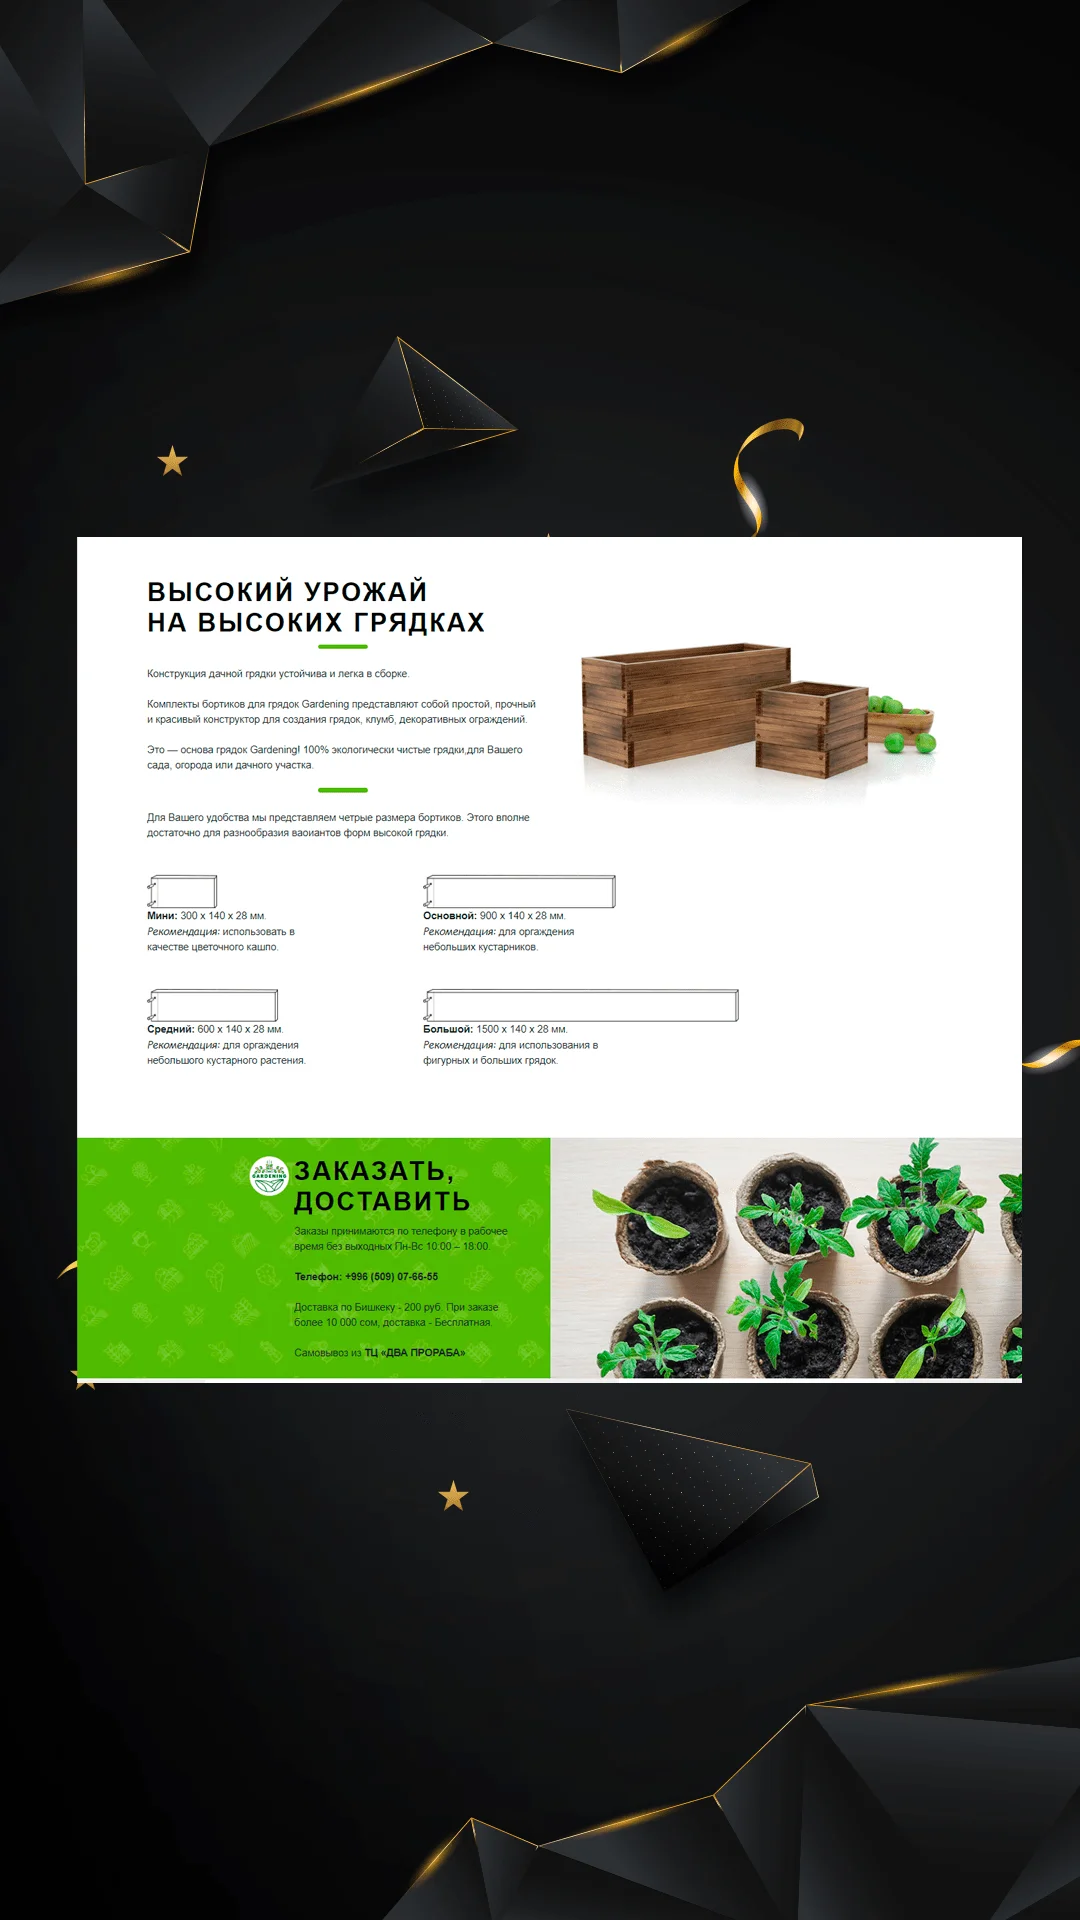 ВЫСОКИЙ УРОЖАЙ
НА ВЫСОКИХ ГРЯДКАХ
Конструкция дачной грядки устойчива и легка в сборке.
Комплекты бортиков для грядок Gardening представляют собой простой, прочный
и красивый конструктор для создания грядок, клумб, декоративных ограждений.
Это — основа грядок Gardening! 100% экологически чистые грядки,для Вашего
сада, огорода или дачного участка.
Для Вашего удобства мы представляем четрые размера бортиков. Этого вполне
достаточно для разнообразия ваоиантов форм высокой грядки.
Мини: 300 х 140 х 28 мм.
Рекомендация: использовать в
качестве цветочного кашпо.
Основной: 900 х 140 х 28 мм.
Рекомендация: для оргаждения
небольших кустарников.
Средний: 600 х 140 х 28 мм.
Рекомендация: для оргаждения
небольшого кустарного растения.
Большой: 1500 х 140 х 28 мм.
Рекомендация: для использования в
фигурных и больших грядок.
GARDENING
ЗАКАЗАТЬ,
ДОСТАВИТЬ
Заказы принимаются по телефону в рабочее
время без выходных Пн-Вс 10:00 – 18:00.
Телефон: +996 (509) 07-66-55
Доставка по Бишкеку - 200 руб. При заказе
более 10 000 сом, доставка - Бесплатная.
Самовывоз из ТЦ «ДВА ПРОРАБА»